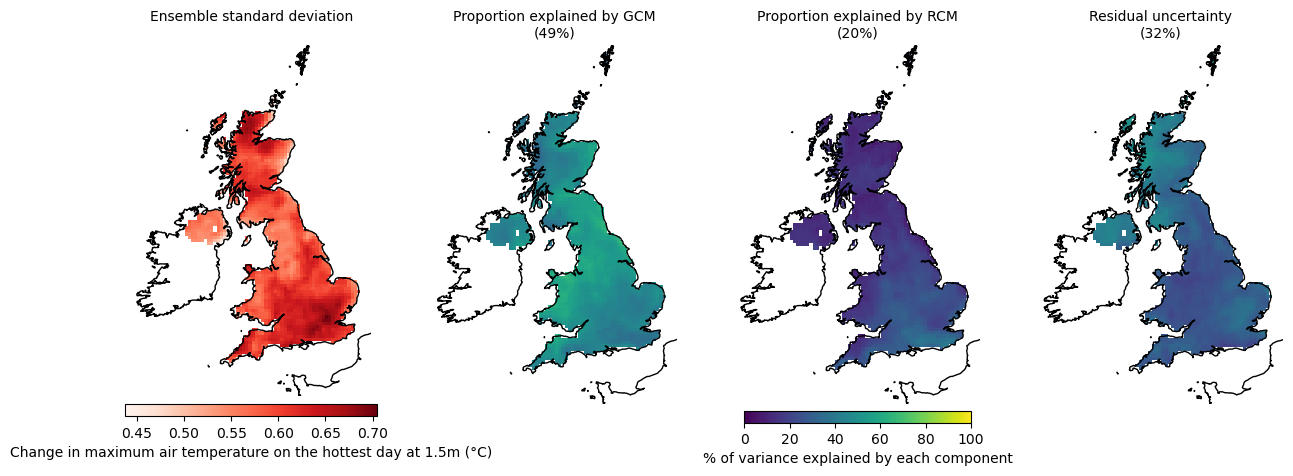 Ensemble standard deviation
Proportion explained by GCM
(49%)
Proportion explained by RCM
(20%)
Residual uncertainty
(32%)
0.45 0.50 0.55 0.60 0.65 0.70
Change in maximum air temperature on the hottest day at 1.5m (°C)
0 20 40 60 80 100
% of variance explained by each component